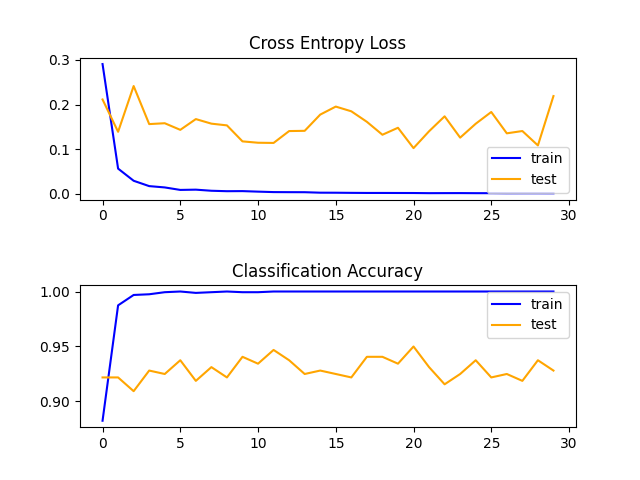 Cross Entropy Loss
0.3
0.2
0.1
0.0
train
test
0 5 10 15 20 25 30
Classification Accuracy
1.00
0.95
0.90
train
test
0 5 10 15 20 25 30